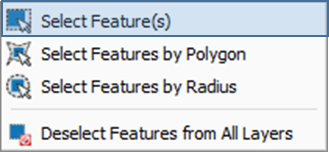 Select Feature(s)
Select Features by Polygon
Select Features by Radius
Deselect Features from All Layers